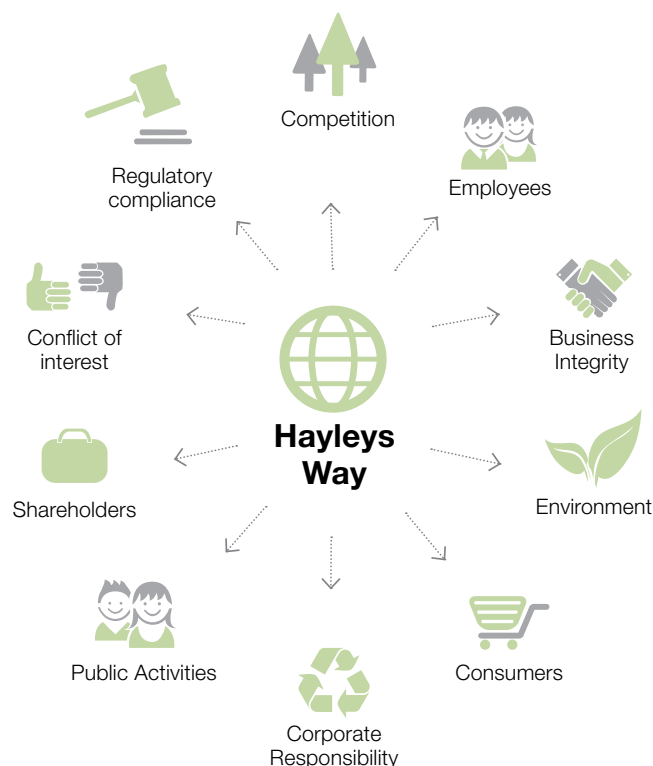 Competition
Regulatory
compliance
Employees
Conflict of
interest
Business
Integrity
Hayleys
Way
Shareholders
Environment
Public Activities
Consumers
Corporate
Responsibility